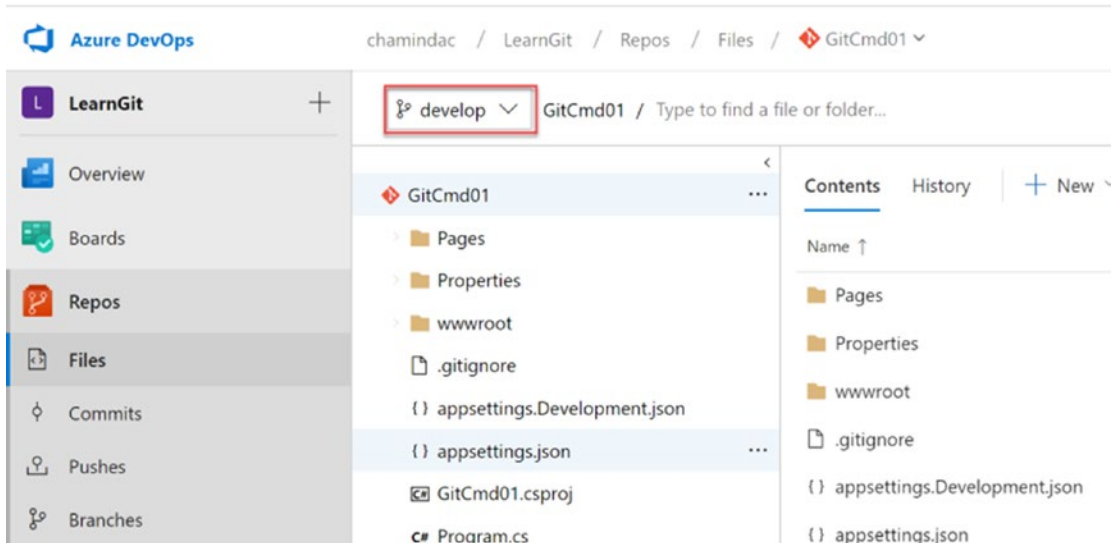 Azure DevOps
chamindac / LearnGit / Repos / Files / GitCmd01
L LearnGit
develop GitCmd01 / Type to find a file or folder...
Overview
Boards
Repos
Files
Commits
Pushes
Branches
GitCmd01 ...
Pages
Properties
wwwroot
.gitignore
{} appsettings.Development.json
{} appsettings.json ...
C# GitCmd01.csproj
C# Program.cs
Contents History + New
Name ↑
Pages
Properties
wwwroot
.gitignore
{} appsettings.Development.json
{} appsettings.json